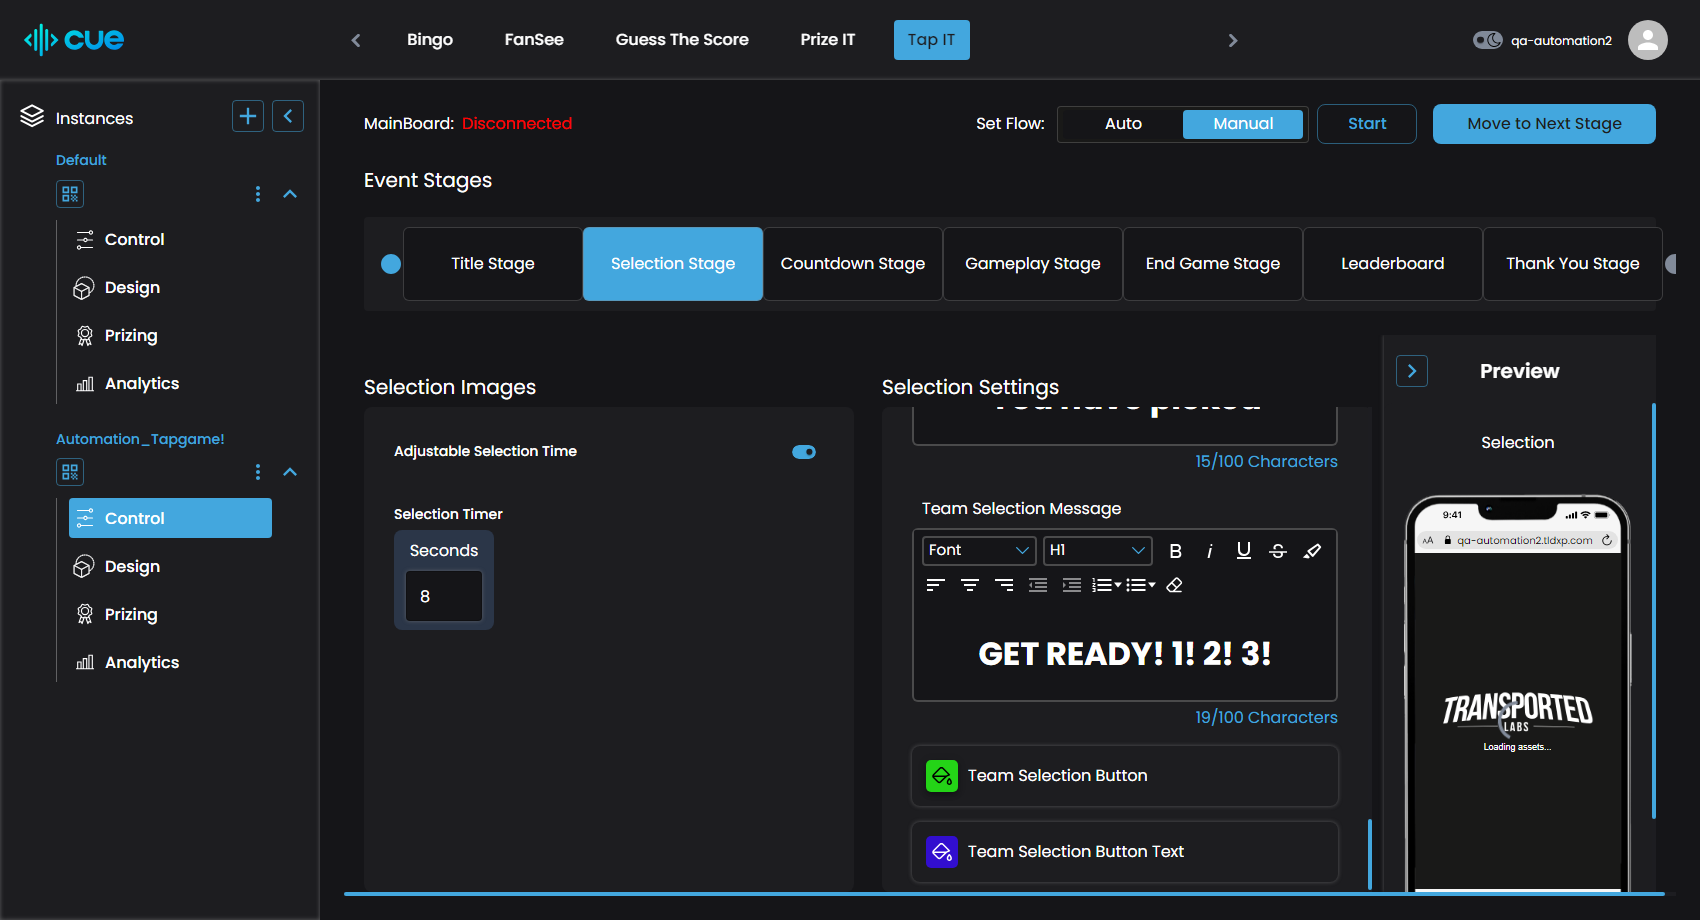 cue
Bingo
FanSee
Guess The Score
Prize IT
Tap IT
qa-automation2
Instances
Default
Control
Design
Prizing
Analytics
Automation_Tapgame!
Control
Design
Prizing
Analytics
MainBoard: Disconnected
Set Flow:
Auto
Manual
Start
Move to Next Stage
Event Stages
Title Stage
Selection Stage
Countdown Stage
Gameplay Stage
End Game Stage
Leaderboard
Thank You Stage
Selection Images
Adjustable Selection Time
Selection Timer
Seconds
8
Selection Settings
You have picked
15/100 Characters
Team Selection Message
Font
H1
B
i
U
S
GET READY! 1! 2! 3!
19/100 Characters
Team Selection Button
Team Selection Button Text
Preview
Selection
9:41
AA
qa-automation2.tldxp.com
TRANSPORTED
LABS
Loading assets...